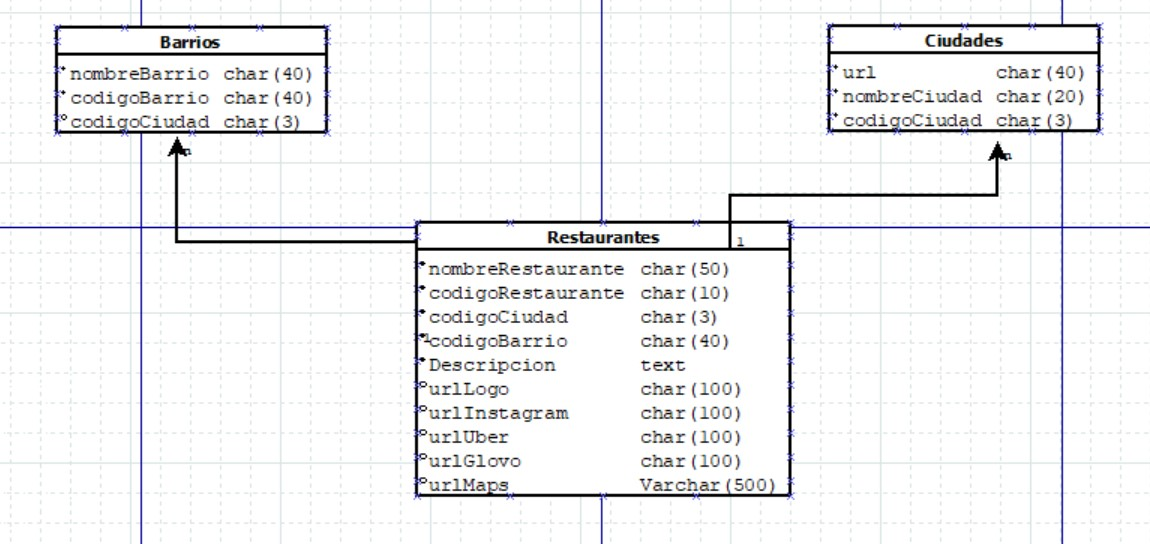 Barrios
nombreBarrio char(40)
codigoBarrio char(40)
codigoCiudad char(3)
n
Ciudades
url char(40)
nombreCiudad char(20)
codigoCiudad char(3)
n
Restaurantes
1
nombreRestaurante char(50)
codigoRestaurante char(10)
codigoCiudad char(3)
1
codigoBarrio char(40)
Descripcion text
urlLogo char(100)
urlInstagram char(100)
urlUber char(100)
urlGlovo char(100)
urlMaps Varchar(500)